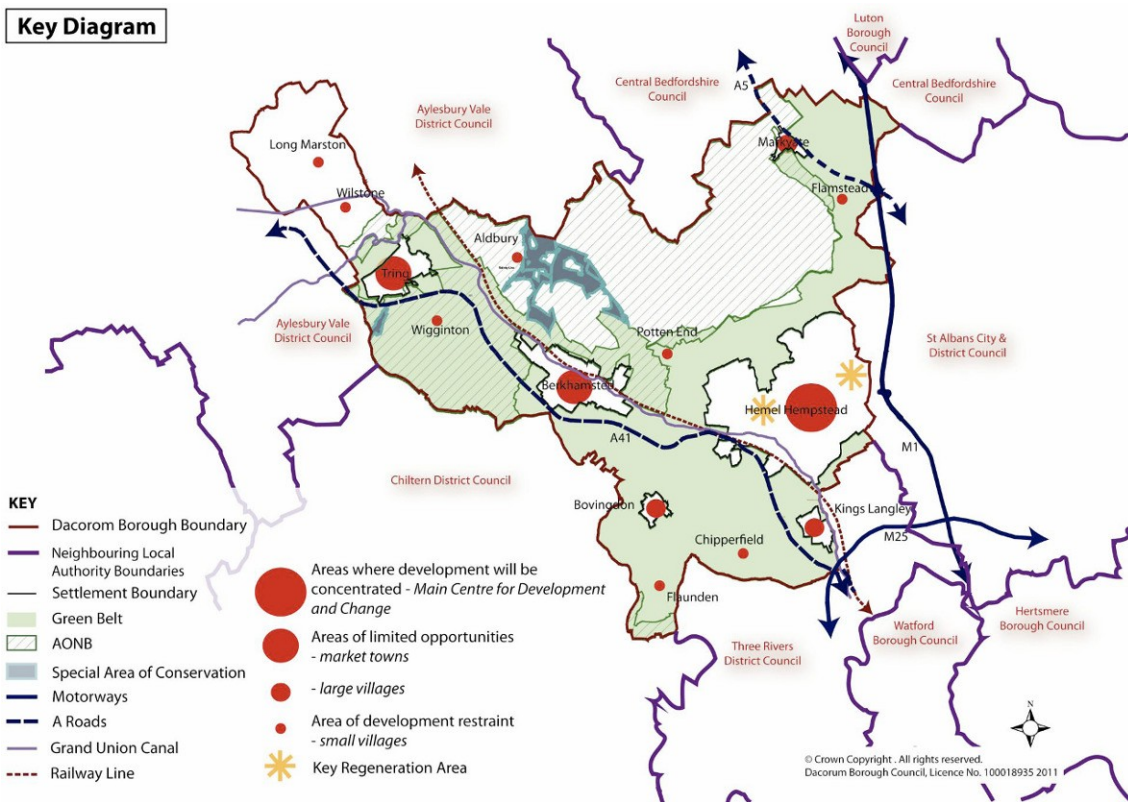 Key Diagram
Luton
Borough
Council
Central Bedfordshire
Council
A5
Central Bedfordshire
Council
Aylesbury Vale
District Council
Long Marston
Markyate
Wilstone
Flamstead
Aldbury
Tring
Aylesbury Vale
District Council
Wigginton
Potten End
St Albans City &
District Council
Berkhamsted
Hemel Hempstead
A41
M1
Chiltern District Council
Bovingdon
Kings Langley
Chipperfield
M25
Flaunden
Three Rivers
District Council
Watford
Borough Council
Hertsmere
Borough Council
KEY
Dacorom Borough Boundary
Neighbouring Local
Authority Boundaries
Settlement Boundary
Green Belt
AONB
Special Area of Conservation
Motorways
A Roads
Grand Union Canal
Railway Line
Areas where development will be
concentrated - Main Centre for Development
and Change
Areas of limited opportunities
- market towns
- large villages
Area of development restraint
- small villages
Key Regeneration Area
N
© Crown Copyright . All rights reserved.
Dacorum Borough Council, Licence No. 100018935 2011